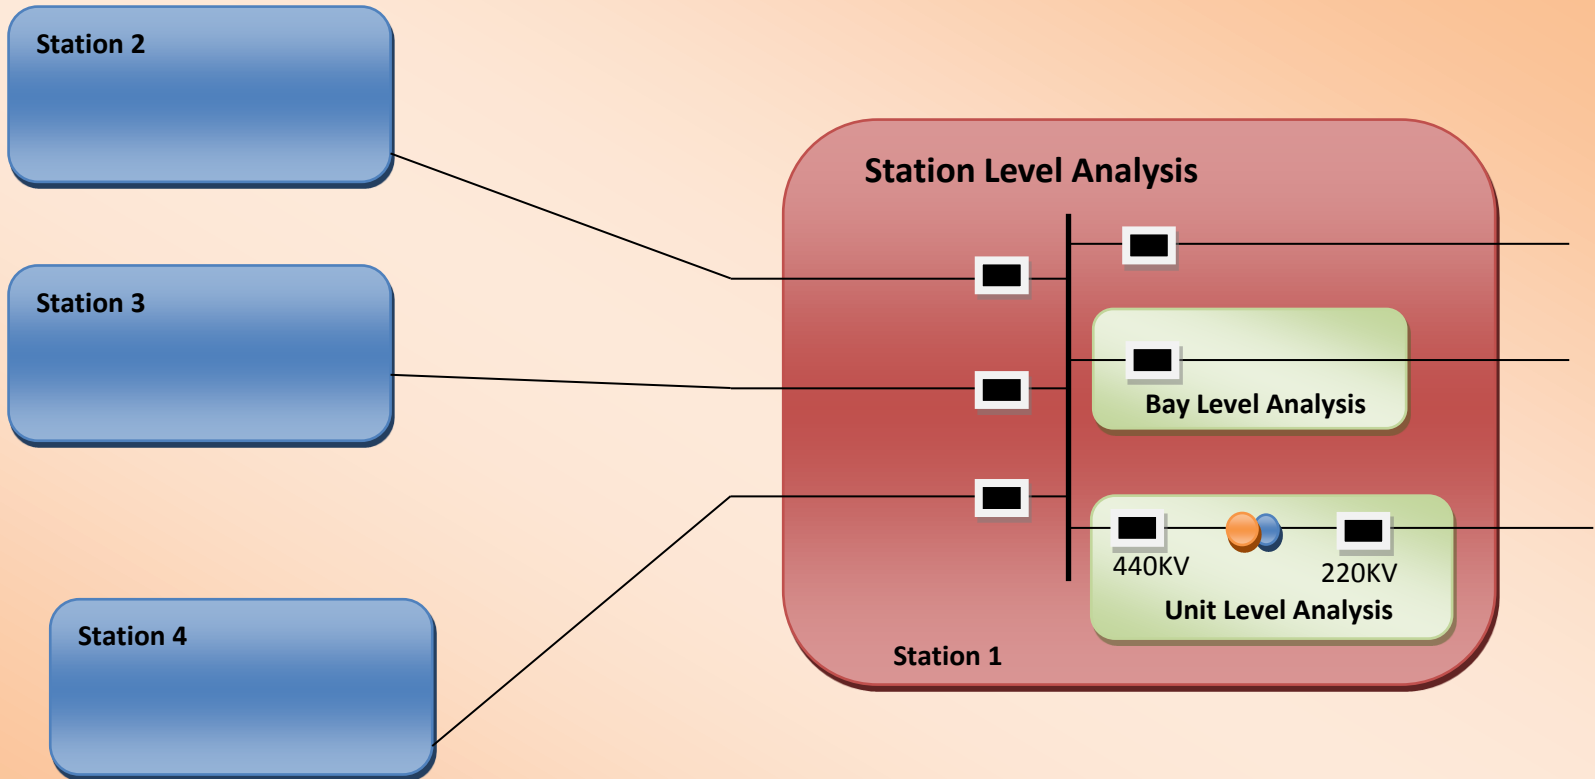 Station 2
Station Level Analysis
Station 3
Bay Level Analysis
440KV
220KV
Unit Level Analysis
Station 4
Station 1